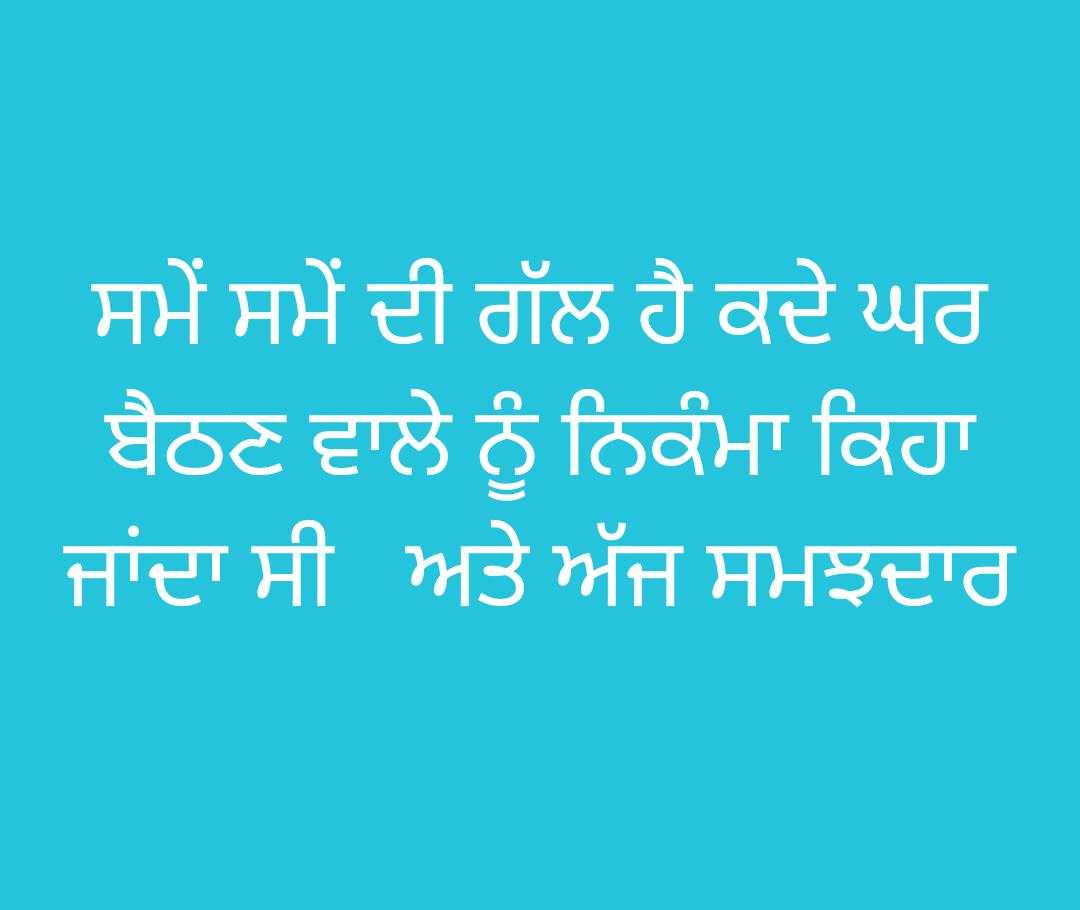 ਸਮੇਂ ਸਮੇਂ ਦੀ ਗੱਲ ਹੈ ਕਦੇ ਘਰ
ਬੈਠਣ ਵਾਲੇ ਨੂੰ ਨਿਕੰਮਾ ਕਿਹਾ
ਜਾਂਦਾ ਸੀ   ਅਤੇ ਅੱਜ ਸਮਝਦਾਰ